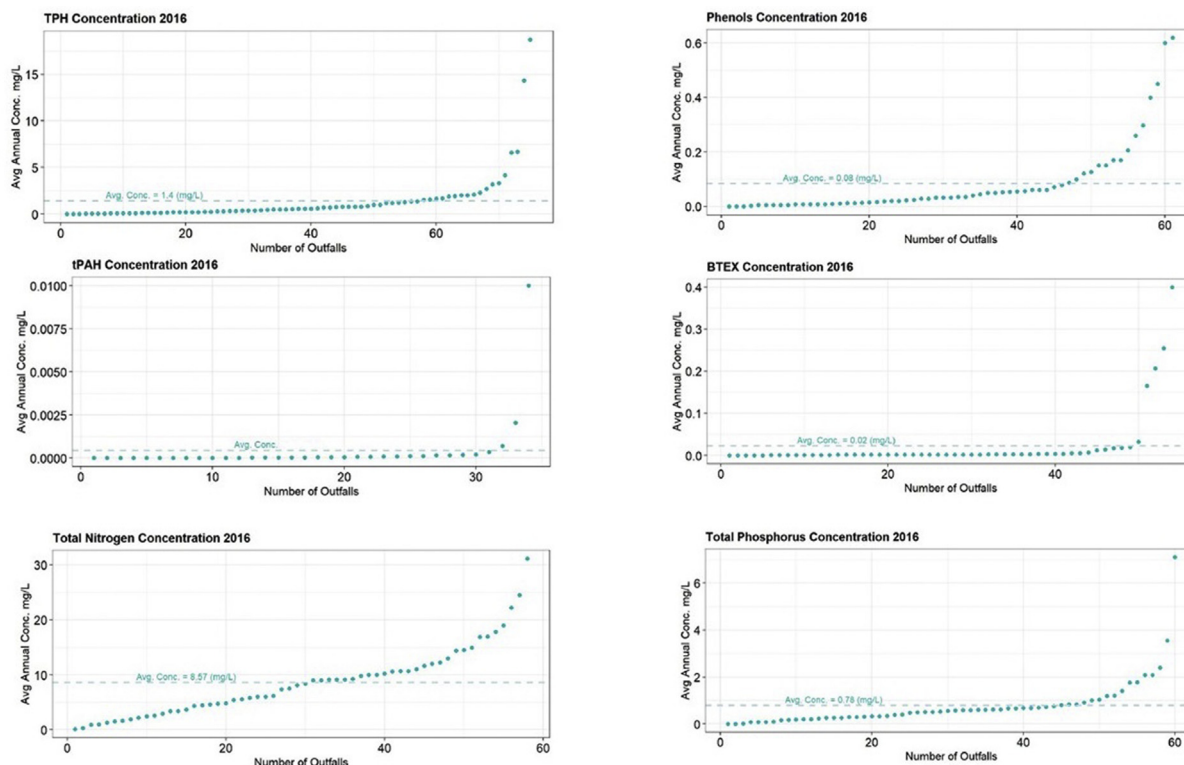 TPH Concentration 2016
Avg Annual Conc. mg/L
15
10
5
0
Avg. Conc. = 1.4 (mg/L)
0
20
40
60
Number of Outfalls
Phenols Concentration 2016
Avg Annual Conc. mg/L
0.6
0.4
0.2
0.0
Avg. Conc. = 0.08 (mg/L)
0
20
40
60
Number of Outfalls
tPAH Concentration 2016
Avg Annual Conc. mg/L
0.0100
0.0075
0.0050
0.0025
0.0000
Avg. Conc.
0
10
20
30
Number of Outfalls
BTEX Concentration 2016
Avg Annual Conc. mg/L
0.4
0.3
0.2
0.1
0.0
Avg. Conc. = 0.02 (mg/L)
0
20
40
Number of Outfalls
Total Nitrogen Concentration 2016
Avg Annual Conc. mg/L
30
20
10
0
Avg. Conc. = 8.57 (mg/L)
0
20
40
60
Number of Outfalls
Total Phosphorus Concentration 2016
Avg Annual Conc. mg/L
6
4
2
0
Avg. Conc. = 0.78 (mg/L)
0
20
40
60
Number of Outfalls